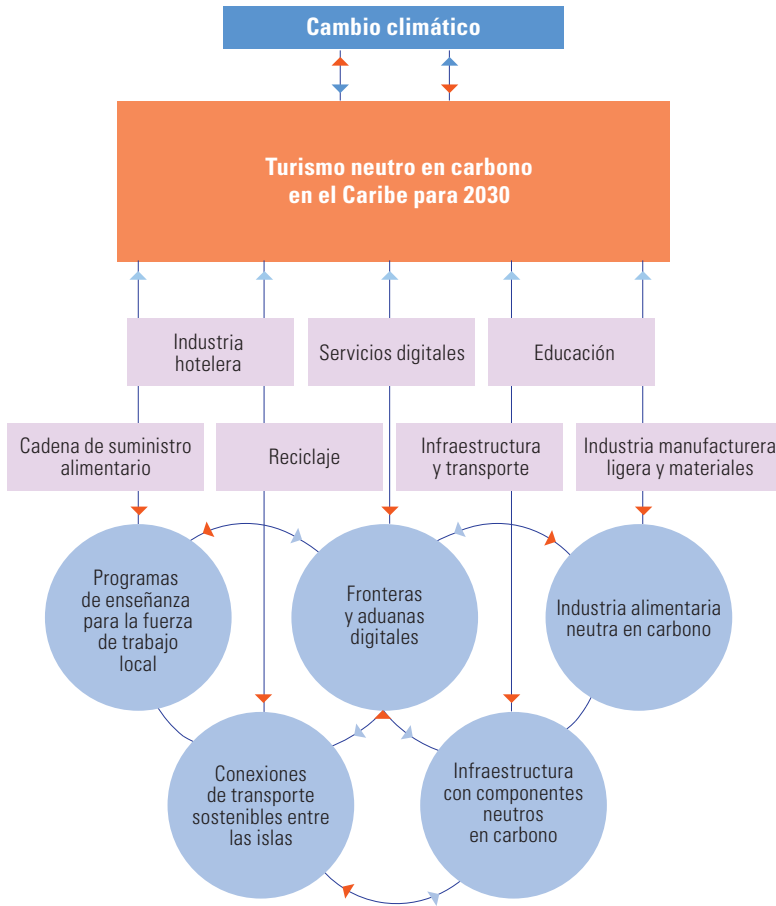 Cambio climático
Turismo neutro en carbono
en el Caribe para 2030
Industria
hotelera
Servicios digitales
Educación
Cadena de suministro
alimentario
Reciclaje
Infraestructura
y transporte
Industria manufacturera
ligera y materiales
Programas
de enseñanza
para la fuerza
de trabajo
local
Fronteras
y aduanas
digitales
Industria alimentaria
neutra en carbono
Conexiones
de transporte
sostenibles entre
las islas
Infraestructura
con componentes
neutros
en carbono